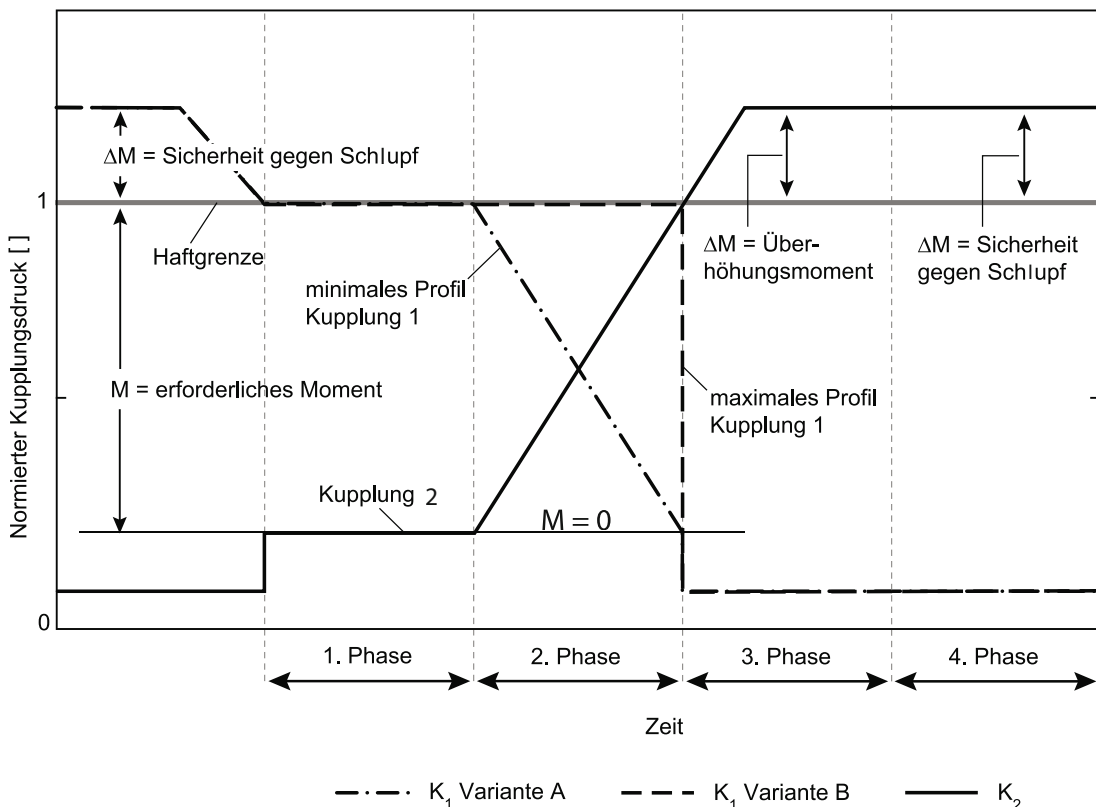 ΔM = Sicherheit gegen Schlupf
1
Haftgrenze
minimales Profil
Kupplung 1
ΔM = Über-
höhungsmoment
ΔM = Sicherheit
gegen Schlupf
M = erforderliches Moment
maximales Profil
Kupplung 1
Kupplung 2
M = 0
0
Normierter Kupplungsdruck [ ]
1. Phase
2. Phase
3. Phase
4. Phase
Zeit
K₁ Variante A
K₁ Variante B
K₂